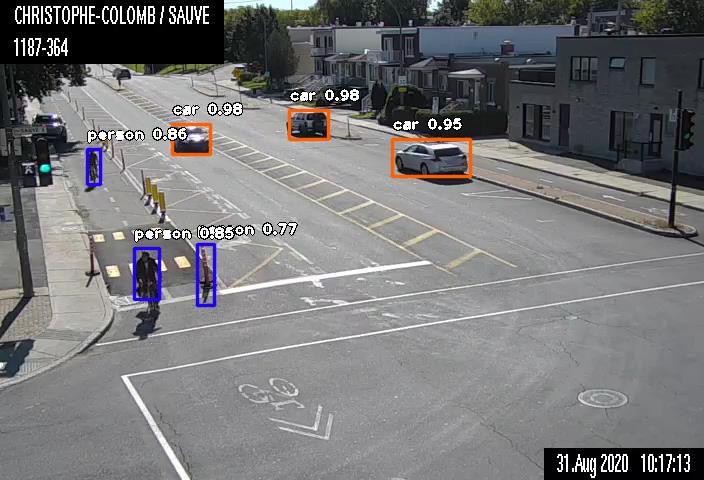 CHRISTOPHE-COLOMB / SAUVE
1187-364
car 0.98
car 0.98
car 0.95
person 0.86
person 0.85
person 0.77
31.Aug 2020 10:17:13